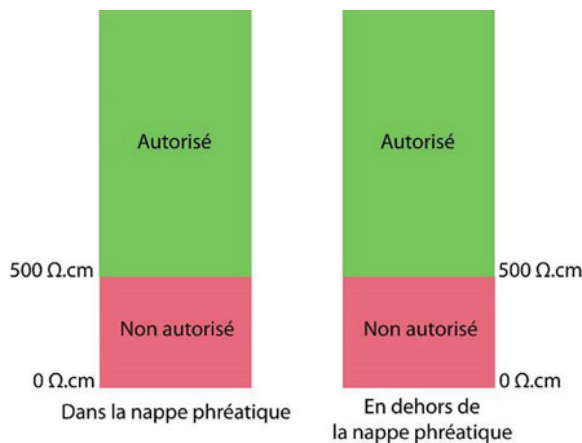 Autorisé
Autorisé
500 Ω.cm
500 Ω.cm
Non autorisé
Non autorisé
0 Ω.cm
0 Ω.cm
Dans la nappe phréatique
En dehors de
la nappe phréatique